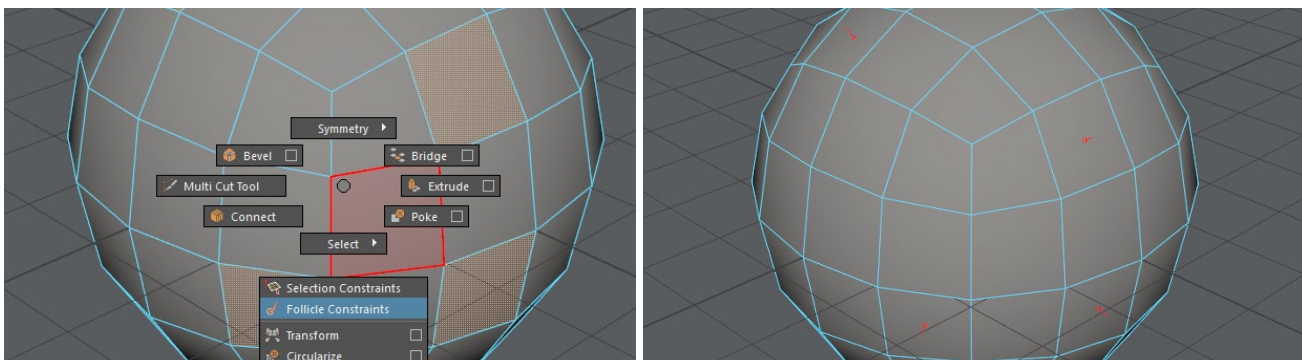 Symmetry
Bevel
Bridge
Multi Cut Tool
Extrude
Connect
Poke
Select
Selection Constraints
Follicle Constraints
Transform
Circularize